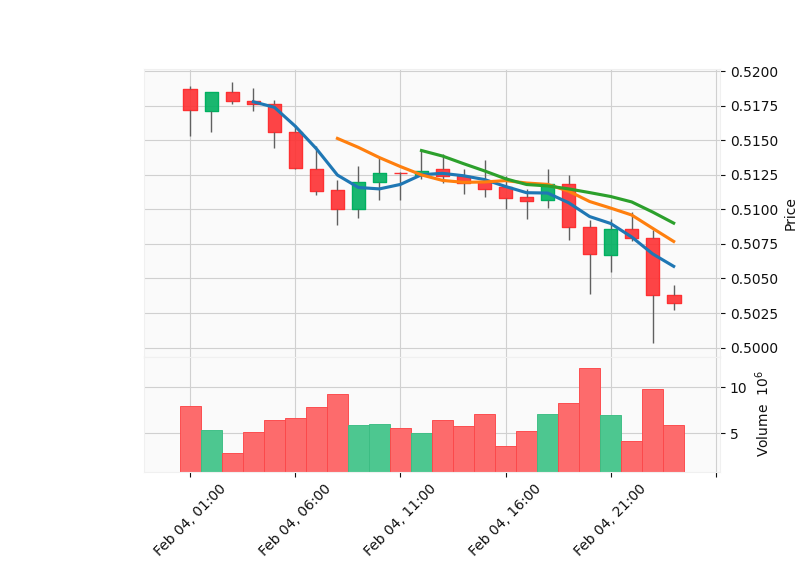 0.5200
0.5175
0.5150
0.5125
0.5100
0.5075
0.5050
0.5025
0.5000
Price
10
5
Volume 10^6
Feb 04, 01:00
Feb 04, 06:00
Feb 04, 11:00
Feb 04, 16:00
Feb 04, 21:00